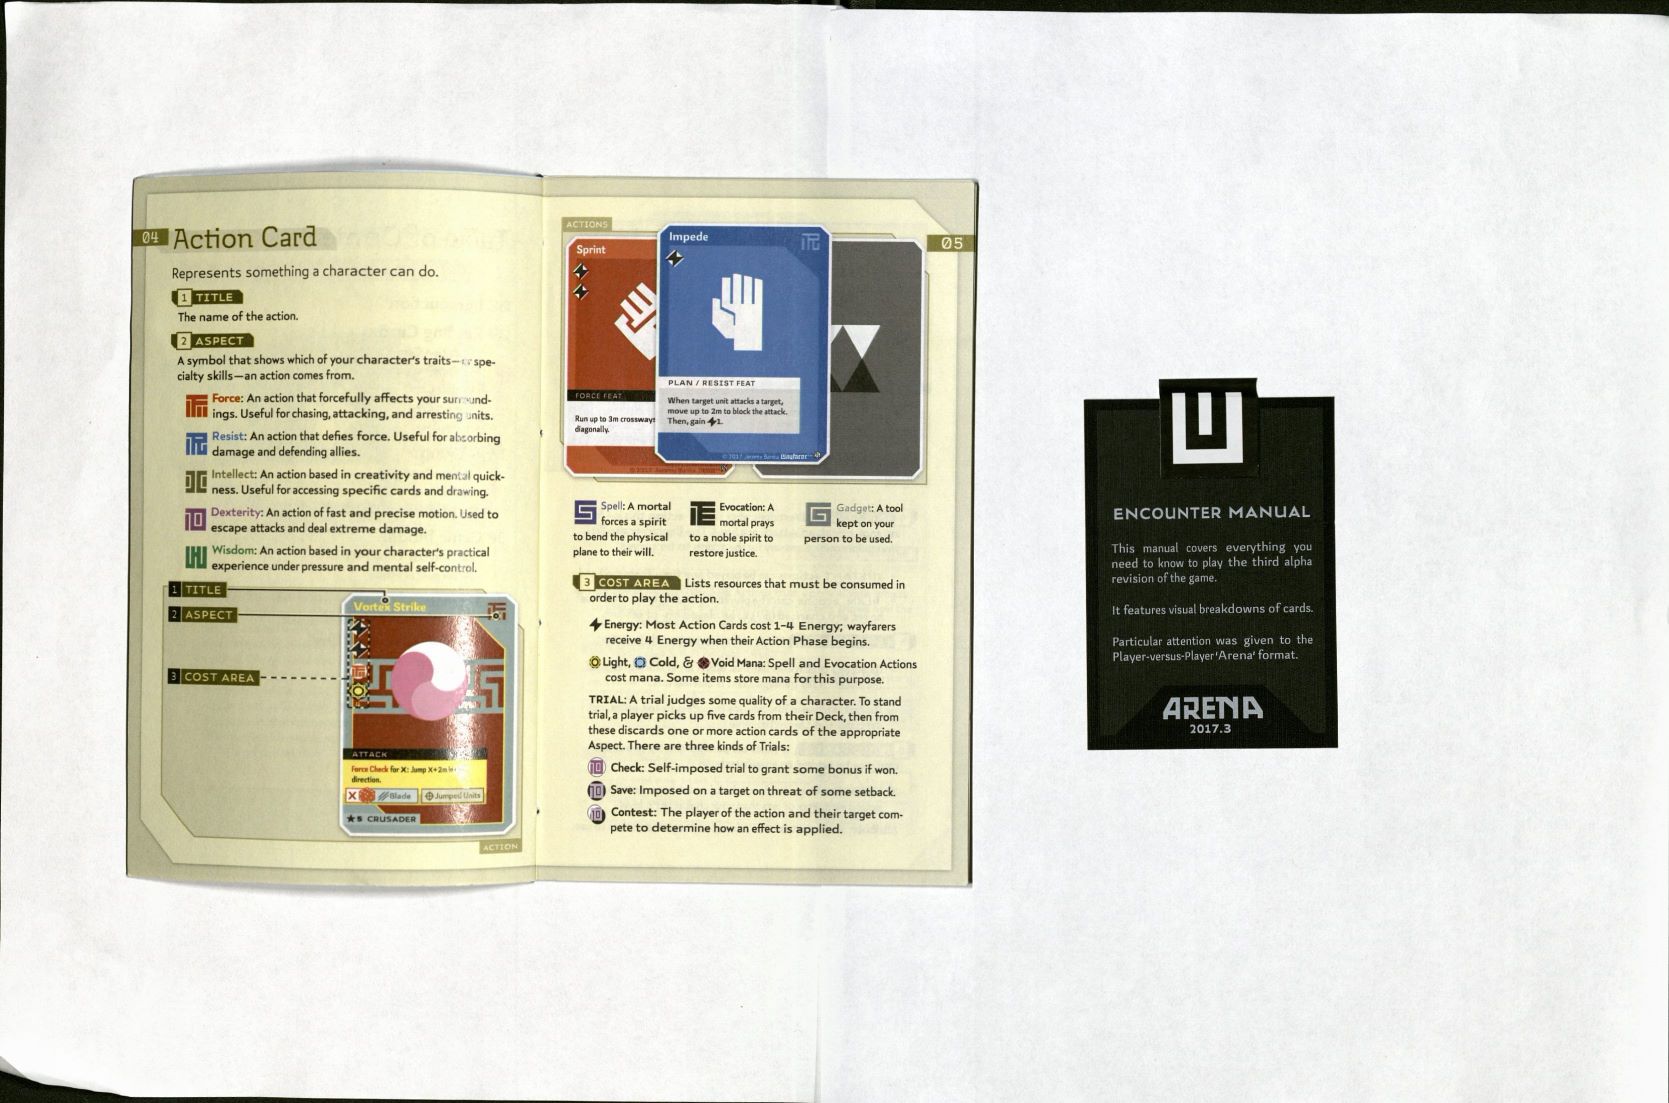 04 Action Card
Represents something a character can do.
1 TITLE
The name of the action.
2 ASPECT
A symbol that shows which of your character's traits—or spe-
cialty skills—an action comes from.
Force: An action that forcefully affects your surround-
ings. Useful for chasing, attacking, and arresting units.
Resist: An action that defies force. Useful for absorbing
damage and defending allies.
Intellect: An action based in creativity and mental quick-
ness. Useful for accessing specific cards and drawing.
Dexterity: An action of fast and precise motion. Used to
escape attacks and deal extreme damage.
Wisdom: An action based in your character's practical
experience under pressure and mental self-control.
1 TITLE
2 ASPECT
3 COST AREA
Vortex Strike
ATTACK
Force Check for X: Jump X+2m in
direction.
X Blade Jumped Units
★5 CRUSADER
ACTION
ACTIONS
05
Sprint
FORCE FEAT
Run up to 3m crossways
diagonally.
Impede
PLAN / RESIST FEAT
When target unit attacks a target,
move up to 2m to block the attack.
Then, gain 1.
© 2017 Jeremy Wayfarer
Spell: A mortal
forces a spirit
to bend the physical
plane to their will.
Evocation: A
mortal prays
to a noble spirit to
restore justice.
Gadget: A tool
kept on your
person to be used.
3 COST AREA Lists resources that must be consumed in
order to play the action.
Energy: Most Action Cards cost 1-4 Energy; wayfarers
receive 4 Energy when their Action Phase begins.
Light, Cold, & Void Mana: Spell and Evocation Actions
cost mana. Some items store mana for this purpose.
TRIAL: A trial judges some quality of a character. To stand
trial, a player picks up five cards from their Deck, then from
these discards one or more action cards of the appropriate
Aspect. There are three kinds of Trials:
Check: Self-imposed trial to grant some bonus if won.
Save: Imposed on a target on threat of some setback.
Contest: The player of the action and their target com-
pete to determine how an effect is applied.
ENCOUNTER MANUAL
This manual covers everything you
need to know to play the third alpha
revision of the game.
It features visual breakdowns of cards.
Particular attention was given to the
Player-versus-Player 'Arena' format.
ARENA
2017.3